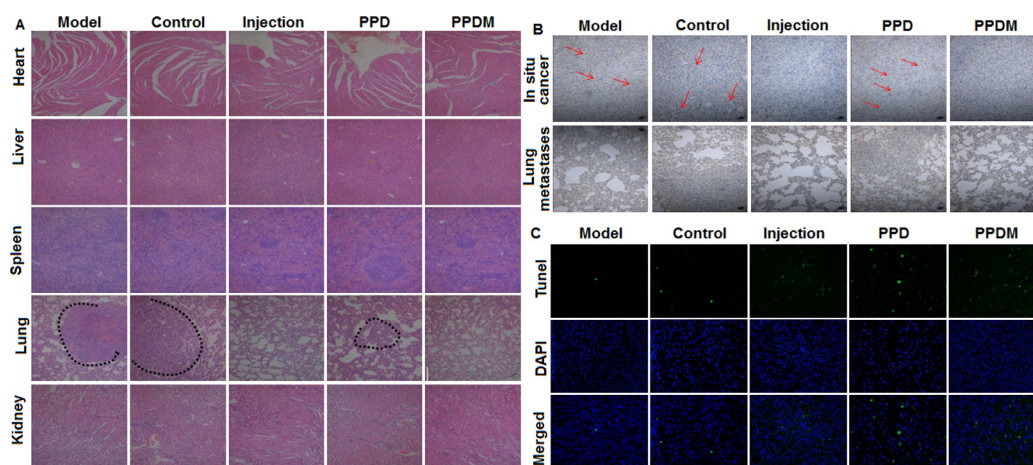 A
Model Control Injection PPD PPDM
Heart
Liver
Spleen
Lung
Kidney
B
Model Control Injection PPD PPDM
In situ
cancer
Lung
metastases
C
Model Control Injection PPD PPDM
Tunel
DAPI
Merged